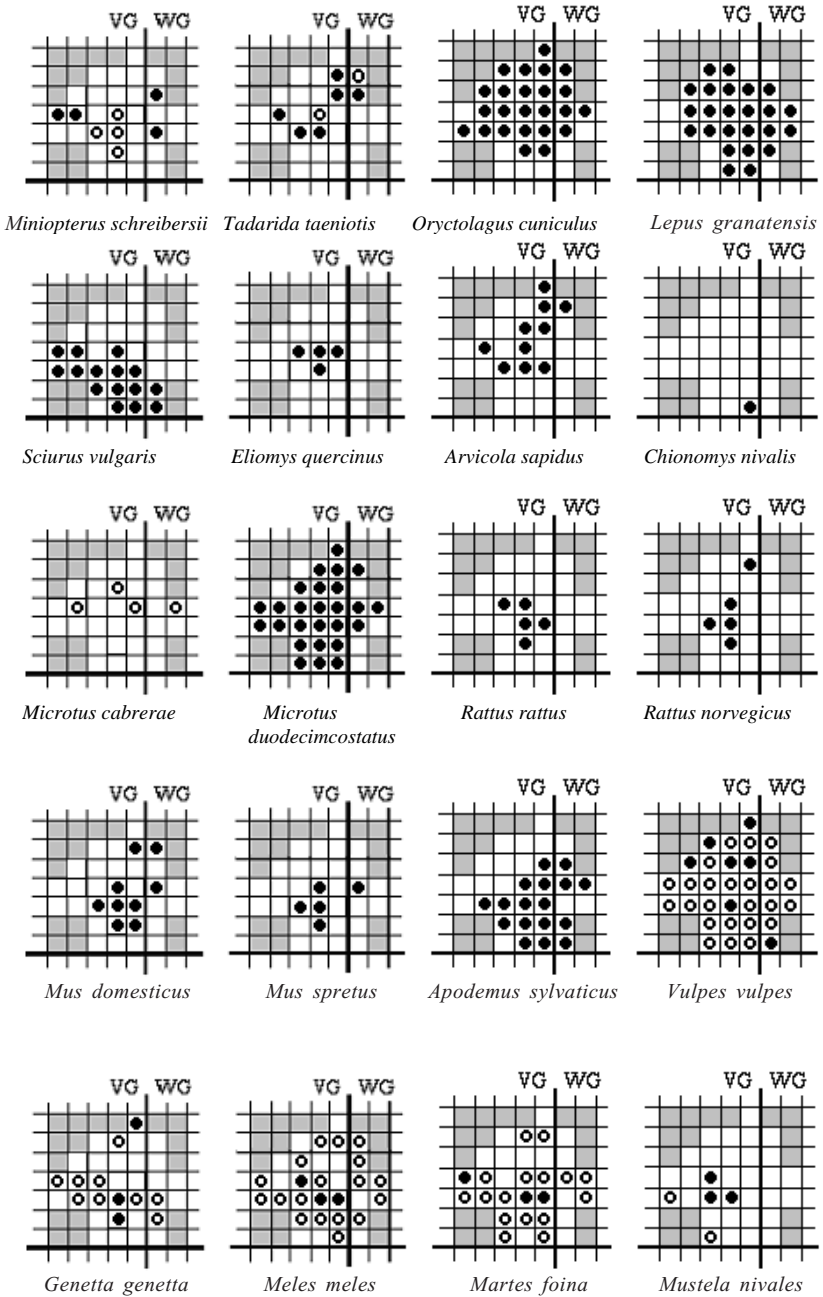 VG WG VG WG VG WG VG WG
Miniopterus schreibersii Tadarida taeniotis Oryctolagus cuniculus Lepus granatensis
VG WG VG WG VG WG VG WG
Sciurus vulgaris Eliomys quercinus Arvicola sapidus Chionomys nivalis
VG WG VG WG VG WG VG WG
Microtus cabrerae Microtus Rattus rattus Rattus norvegicus
duodecimcostatus
VG WG VG WG VG WG VG WG
Mus domesticus Mus spretus Apodemus sylvaticus Vulpes vulpes
VG WG VG WG VG WG VG WG
Genetta genetta Meles meles Martes foina Mustela nivales